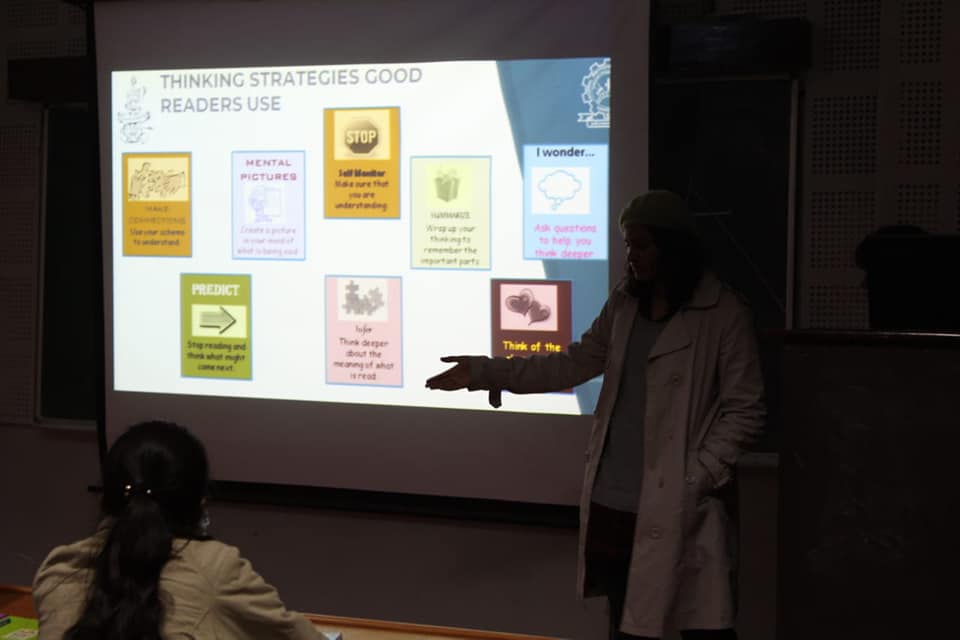 THINKING STRATEGIES GOOD
READERS USE
MAKE
CONNECTIONS
Use your schema
to understand.
MENTAL
PICTURES
Create a picture
in your mind of
what is being read
STOP
Self Monitor
Make sure that
you are
understanding.
SUMMARIZE
Wrap up your
thinking to
remember the
important parts.
I wonder...
Ask questions
to help you
think deeper
PREDICT
Stop reading and
think what might
come next.
Infer
Think deeper
about the
meaning of what
is read.
Think of the